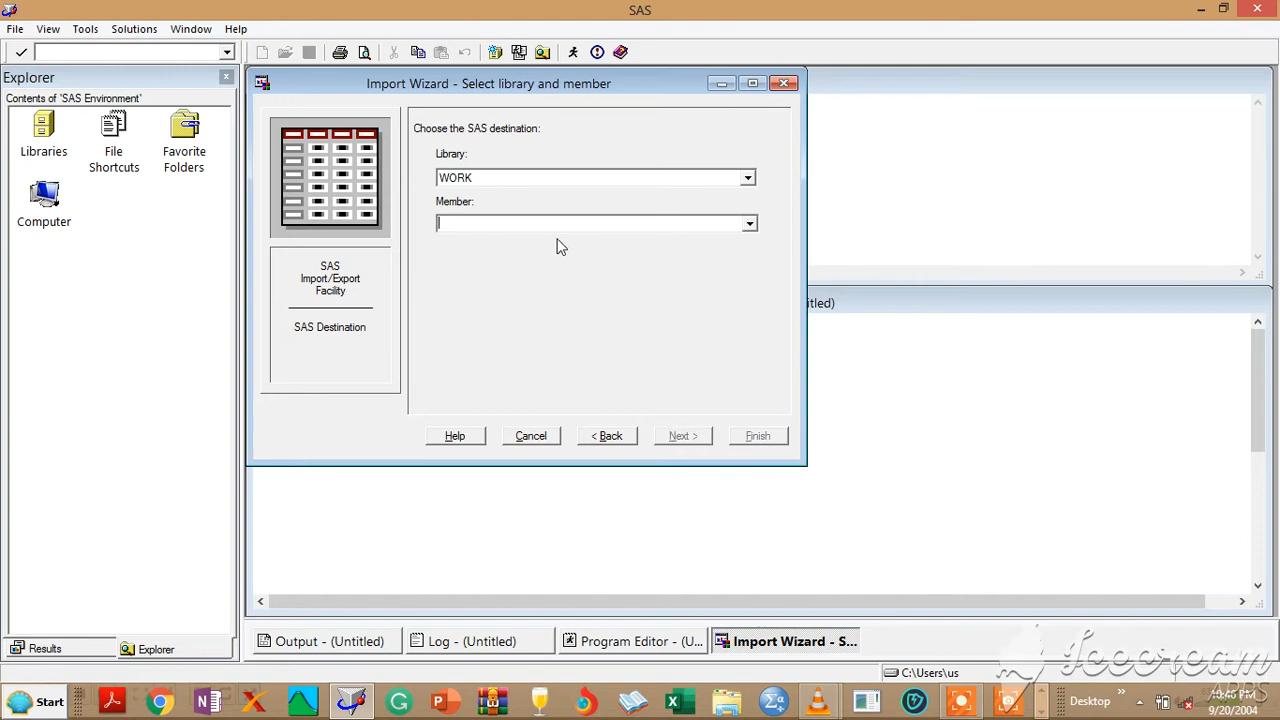 SAS
File View Tools Solutions Window Help
Explorer
Contents of 'SAS Environment'
Libraries
File Shortcuts
Favorite Folders
Computer
Import Wizard - Select library and member
Choose the SAS destination:
Library:
WORK
Member:
SAS
Import/Export
Facility
SAS Destination
Help Cancel < Back Next > Finish
itled)
Results Explorer
Output - (Untitled) Log - (Untitled) Program Editor - (U... Import Wizard - S...
C:\Users\us
Start Desktop
10:45 PM
9/20/2004
Icecream